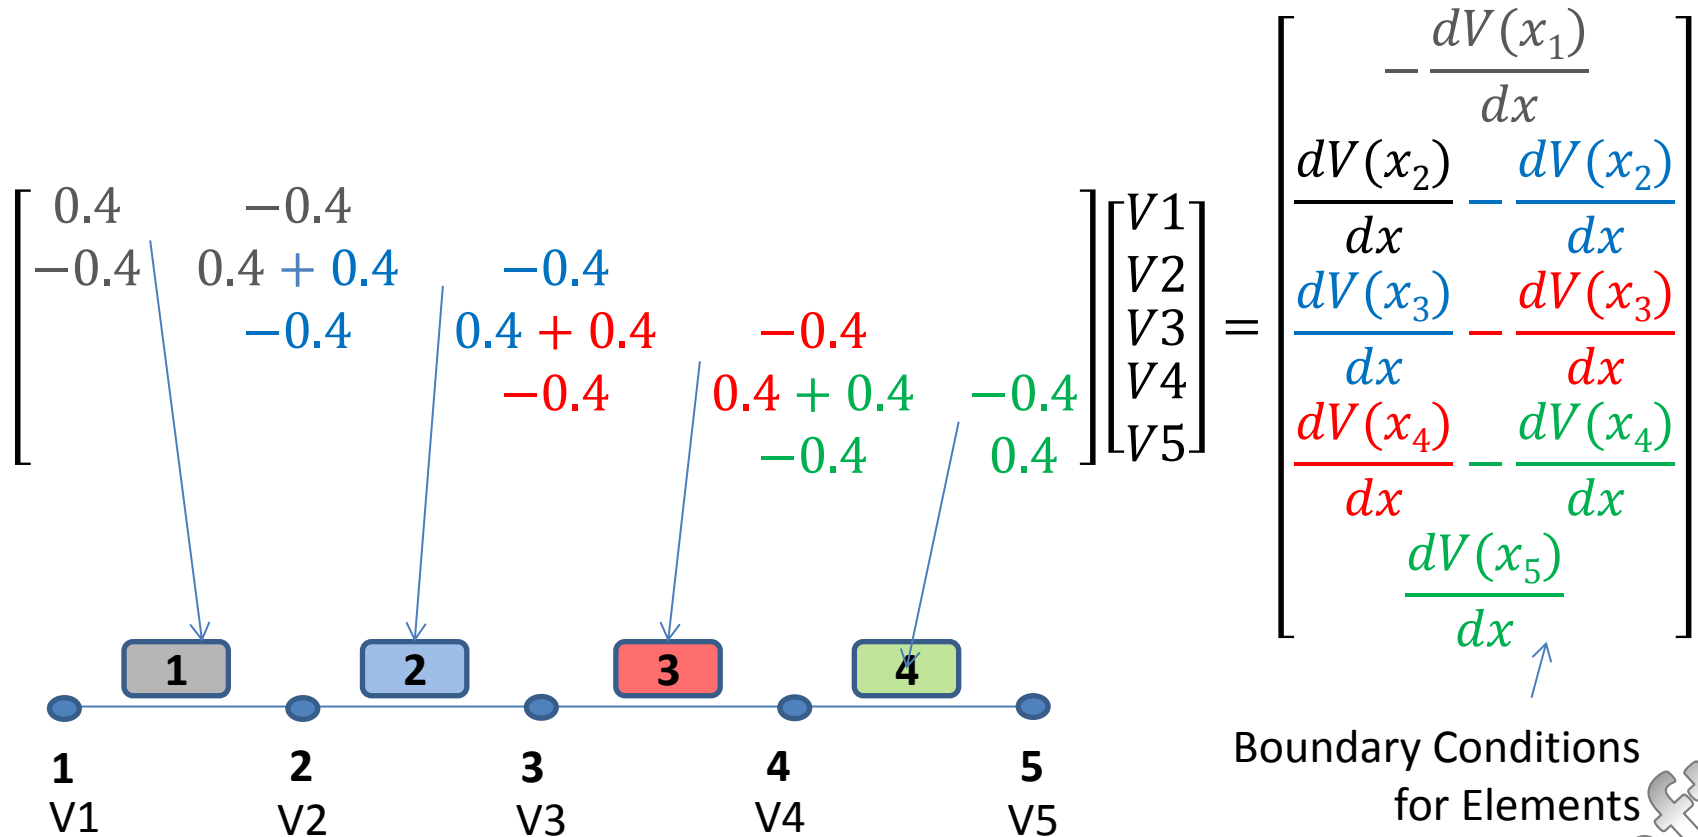 0.4 −0.4
−0.4 0.4 + 0.4 −0.4
−0.4 0.4 + 0.4 −0.4
−0.4 0.4 + 0.4 −0.4
−0.4 0.4
V1
V2
V3
V4
V5
=
− dV(x₁)/dx
dV(x₂)/dx − dV(x₂)/dx
dV(x₃)/dx − dV(x₃)/dx
dV(x₄)/dx − dV(x₄)/dx
dV(x₅)/dx
1 2 3 4
1 2 3 4 5
V1 V2 V3 V4 V5
Boundary Conditions
for Elements